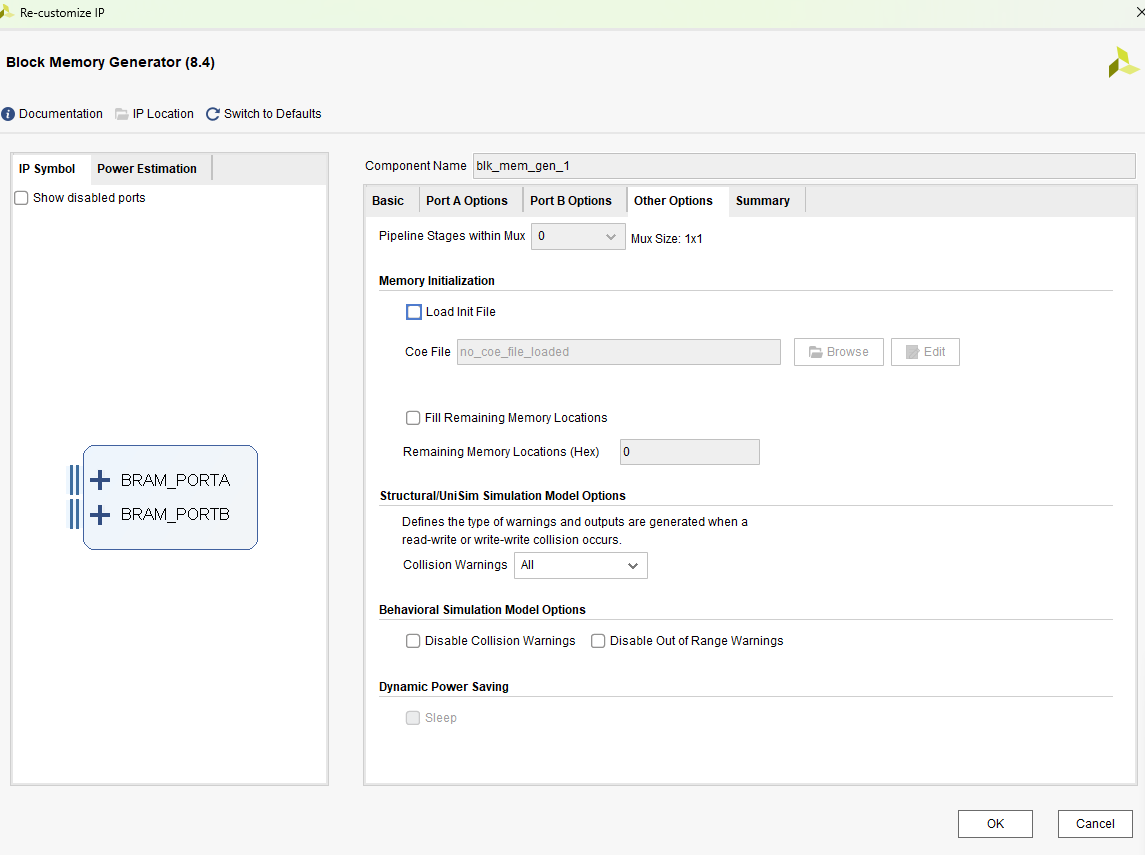 Re-customize IP
Block Memory Generator (8.4)
Documentation IP Location Switch to Defaults
IP Symbol Power Estimation
Show disabled ports
BRAM_PORTA
BRAM_PORTB
Component Name blk_mem_gen_1
Basic Port A Options Port B Options Other Options Summary
Pipeline Stages within Mux 0 Mux Size: 1x1
Memory Initialization
Load Init File
Coe File no_coe_file_loaded Browse Edit
Fill Remaining Memory Locations
Remaining Memory Locations (Hex) 0
Structural/UniSim Simulation Model Options
Defines the type of warnings and outputs are generated when a
read-write or write-write collision occurs.
Collision Warnings All
Behavioral Simulation Model Options
Disable Collision Warnings Disable Out of Range Warnings
Dynamic Power Saving
Sleep
OK Cancel